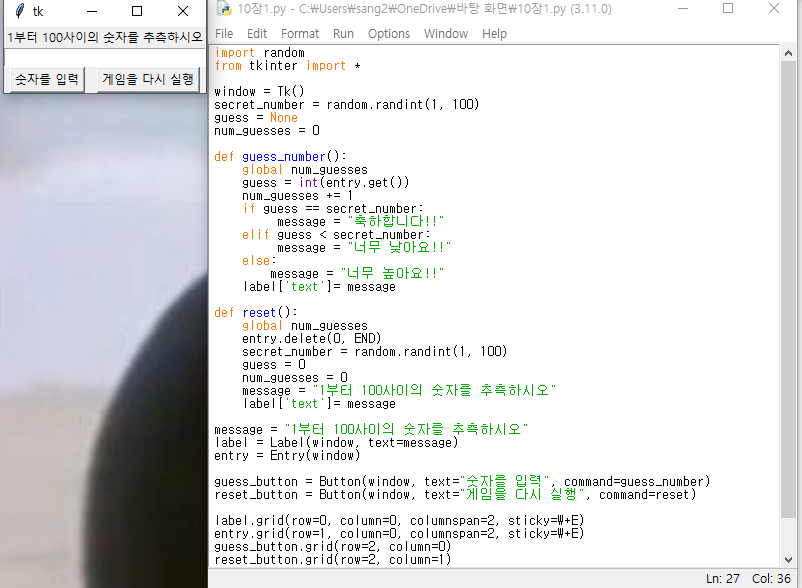 tk
1부터 100사이의 숫자를 추측하시오
숫자를 입력 게임을 다시 실행
10장1.py - C:\Users\sang2\OneDrive\바탕 화면\10장1.py (3.11.0)
File Edit Format Run Options Window Help
import random
from tkinter import *
window = Tk()
secret_number = random.randint(1, 100)
guess = None
num_guesses = 0
def guess_number():
    global num_guesses
    guess = int(entry.get())
    num_guesses += 1
    if guess == secret_number:
         message = "축하합니다!!"
    elif guess < secret_number:
         message = "너무 낮아요!!"
    else:
        message = "너무 높아요!!"
    label['text']= message
def reset():
    global num_guesses
    entry.delete(0, END)
    secret_number = random.randint(1, 100)
    guess = 0
    num_guesses = 0
    message = "1부터 100사이의 숫자를 추측하시오"
    label['text']= message
message = "1부터 100사이의 숫자를 추측하시오"
label = Label(window, text=message)
entry = Entry(window)
guess_button = Button(window, text="숫자를 입력", command=guess_number)
reset_button = Button(window, text="게임을 다시 실행", command=reset)
label.grid(row=0, column=0, columnspan=2, sticky=W+E)
entry.grid(row=1, column=0, columnspan=2, sticky=W+E)
guess_button.grid(row=2, column=0)
reset_button.grid(row=2, column=1)
Ln: 27 Col: 36